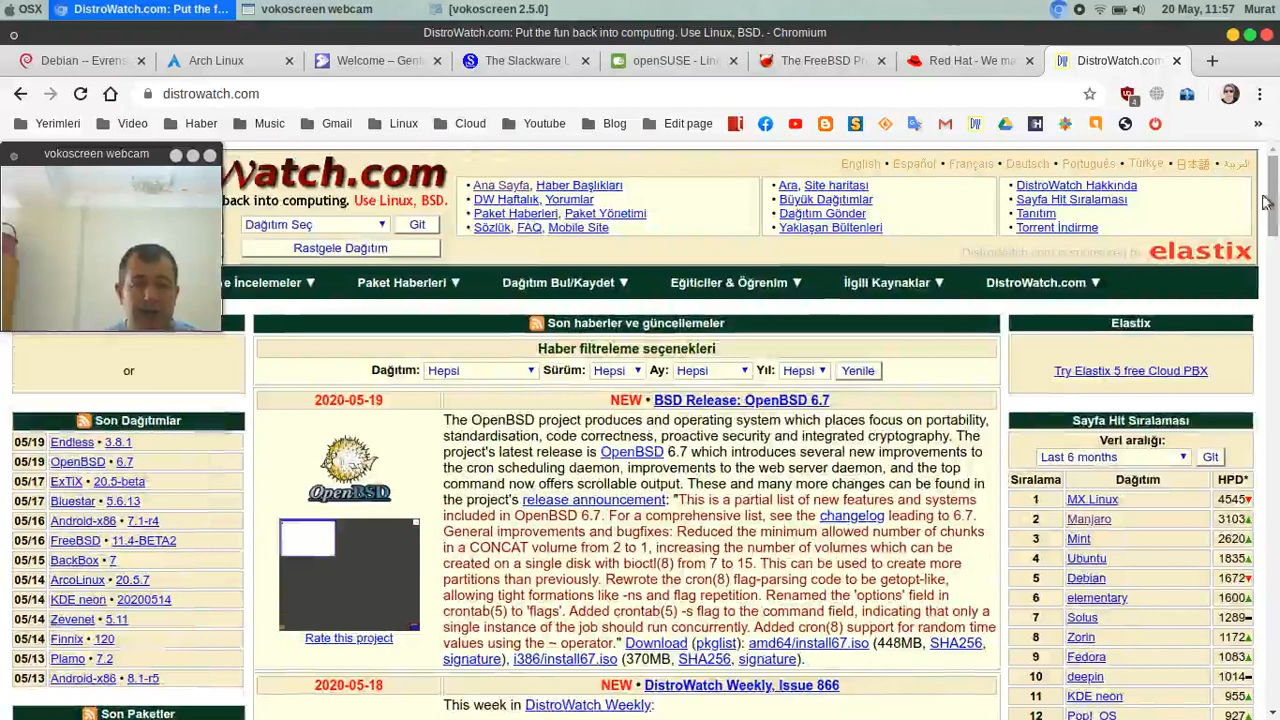 OSX
DistroWatch.com: Put the f...
vokoscreen webcam
[vokoscreen 2.5.0]
20 May, 11:57
Murat
DistroWatch.com: Put the fun back into computing. Use Linux, BSD. - Chromium
Debian -- Evrens
Arch Linux
Welcome – Gent
The Slackware L
openSUSE - Linu
The FreeBSD Pr
Red Hat - We ma
DistroWatch.com
distrowatch.com
4
Yerimleri
Video
Haber
Music
Gmail
Linux
Cloud
Youtube
Blog
Edit page
»
vokoscreen webcam
Watch.com
back into computing. Use Linux, BSD.
Dağıtım Seç
Git
Rastgele Dağıtım
English - Español - Français - Deutsch - Português - Türkçe - 日本語 - العربية
• Ana Sayfa, Haber Başlıkları
• DW Haftalık, Yorumlar
• Paket Haberleri, Paket Yönetimi
• Sözlük, FAQ, Mobile Site
• Ara, Site haritası
• Büyük Dağıtımlar
• Dağıtım Gönder
• Yaklaşan Bültenleri
• DistroWatch Hakkında
• Sayfa Hit Sıralaması
• Tanıtım
• Torrent İndirme
DistroWatch.com is sponsored by
elastix
e İncelemeler ▼
Paket Haberleri ▼
Dağıtım Bul/Kaydet ▼
Eğiticiler & Öğrenim ▼
İlgili Kaynaklar ▼
DistroWatch.com ▼
or
Son Dağıtımlar
05/19 Endless • 3.8.1
05/19 OpenBSD • 6.7
05/17 ExTiX • 20.5-beta
05/17 Bluestar • 5.6.13
05/16 Android-x86 • 7.1-r4
05/16 FreeBSD • 11.4-BETA2
05/15 BackBox • 7
05/14 ArcoLinux • 20.5.7
05/14 KDE neon • 20200514
05/14 Zevenet • 5.11
05/14 Finnix • 120
05/13 Plamo • 7.2
05/13 Android-x86 • 8.1-r5
Son Paketler
Son haberler ve güncellemeler
Haber filtreleme seçenekleri
Dağıtım: Hepsi Sürüm: Hepsi Ay: Hepsi Yıl: Hepsi Yenile
2020-05-19
NEW • BSD Release: OpenBSD 6.7
OpenBSD
Rate this project
The OpenBSD project produces and operating system which places focus on portability,
standardisation, code correctness, proactive security and integrated cryptography. The
project's latest release is OpenBSD 6.7 which introduces several new improvements to
the cron scheduling daemon, improvements to the web server daemon, and the top
command now offers scrollable output. These and many more changes can be found in
the project's release announcement: "This is a partial list of new features and systems
included in OpenBSD 6.7. For a comprehensive list, see the changelog leading to 6.7.
General improvements and bugfixes: Reduced the minimum allowed number of chunks
in a CONCAT volume from 2 to 1, increasing the number of volumes which can be
created on a single disk with bioctl(8) from 7 to 15. This can be used to create more
partitions than previously. Rewrote the cron(8) flag-parsing code to be getopt-like,
allowing tight formations like -ns and flag repetition. Renamed the 'options' field in
crontab(5) to 'flags'. Added crontab(5) -s flag to the command field, indicating that only a
single instance of the job should run concurrently. Added cron(8) support for random time
values using the ~ operator." Download (pkglist): amd64/install67.iso (448MB, SHA256,
signature), i386/install67.iso (370MB, SHA256, signature).
2020-05-18
NEW • DistroWatch Weekly, Issue 866
This week in DistroWatch Weekly:
Elastix
Try Elastix 5 free Cloud PBX
Sayfa Hit Sıralaması
Veri aralığı:
Last 6 months
Git
Sıralama Dağıtım HPD*
1 MX Linux 4545
2 Manjaro 3103
3 Mint 2620
4 Ubuntu 1835
5 Debian 1672
6 elementary 1600
7 Solus 1289
8 Zorin 1172
9 Fedora 1083
10 deepin 1014
11 KDE neon 955
12 Pop!_OS 927